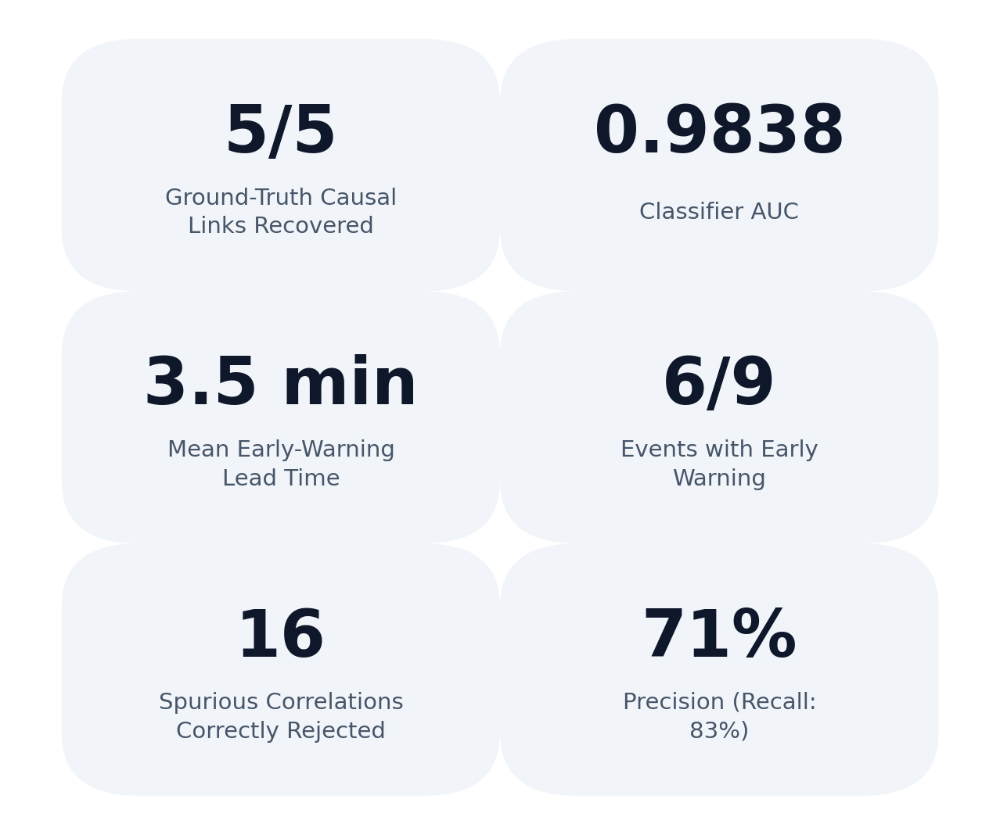 5/5
Ground-Truth Causal
Links Recovered
0.9838
Classifier AUC
3.5 min
Mean Early-Warning
Lead Time
6/9
Events with Early
Warning
16
Spurious Correlations
Correctly Rejected
71%
Precision (Recall:
83%)